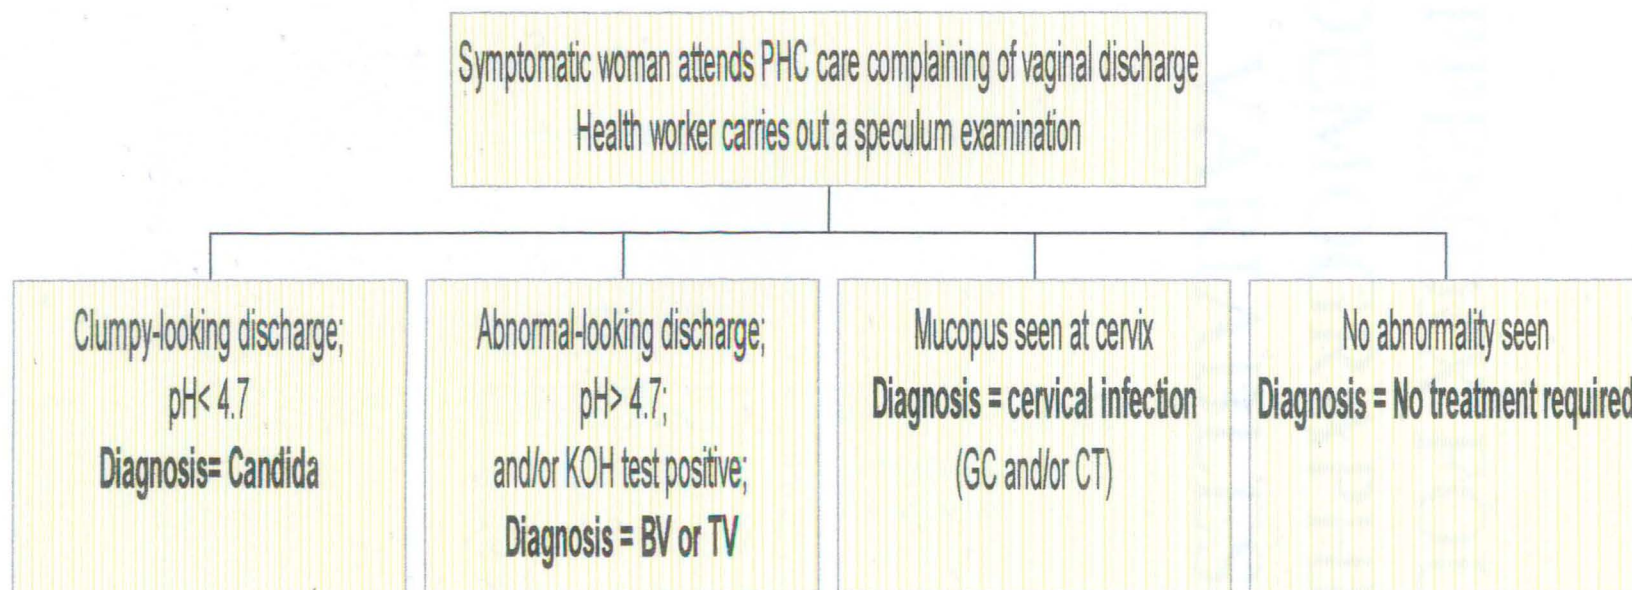 Symptomatic woman attends PHC care complaining of vaginal discharge
Health worker carries out a speculum examination
Clumpy-looking discharge;
pH< 4.7
Diagnosis= Candida
Abnormal-looking discharge;
pH> 4.7;
and/or KOH test positive;
Diagnosis = BV or TV
Mucopus seen at cervix
Diagnosis = cervical infection
(GC and/or CT)
No abnormality seen
Diagnosis = No treatment required